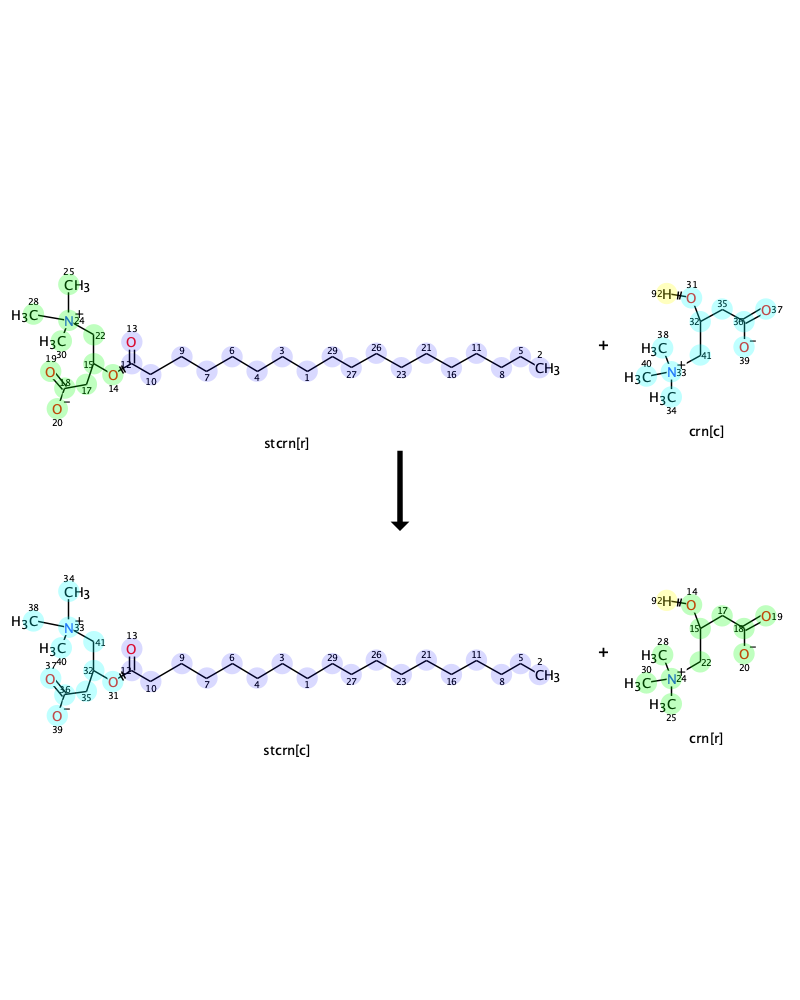 25
CH3
28
H3C
N+
24
22
H3C
30
19
O
18
15
17
O−
20
O
14
13
O
12
10
9
7
6
4
3
1
29
27
26
23
21
16
11
8
5
2
CH3
stcrn[r]
+
92H
31
O
32
35
36
O37
O−
39
38
H3C
40
H3C
N+
33
41
H3C
34
crn[c]
34
CH3
38
H3C
N+
33
41
H3C
40
37
O
36
32
35
O−
39
O
31
13
O
12
10
9
7
6
4
3
1
29
27
26
23
21
16
11
8
5
2
CH3
stcrn[c]
+
92H
14
O
15
17
18
O19
O−
20
28
H3C
30
H3C
N+
24
22
H3C
25
crn[r]